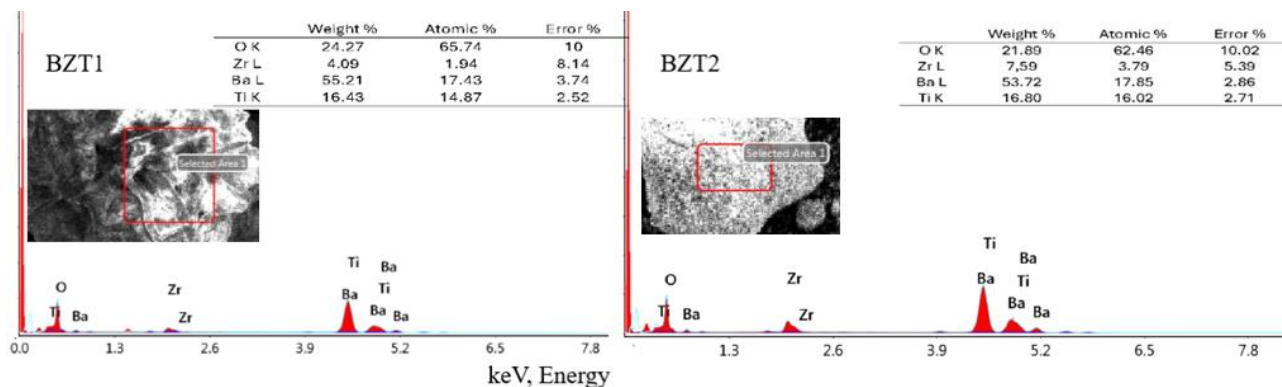 BZT1
Weight % Atomic % Error %
O K 24.27 65.74 10
Zr L 4.09 1.94 8.14
Ba L 55.21 17.43 3.74
Ti K 16.43 14.87 2.52
Selected Area 1
Ti Ba
O Zr Ti
Ba
Ti Ba Zr Ba Ba
0.0 1.3 2.6 3.9 5.2 6.5 7.8
BZT2
Weight % Atomic % Error %
O K 21.89 62.46 10.02
Zr L 7,59 3.79 5.39
Ba L 53.72 17.85 2.86
Ti K 16.80 16.02 2.71
Selected Area 1
Ti
Ba
O Zr Ba Ti
Ba
Ti Ba Zr Ba
1.3 2.6 3.9 5.2 6.5 7.8
keV, Energy